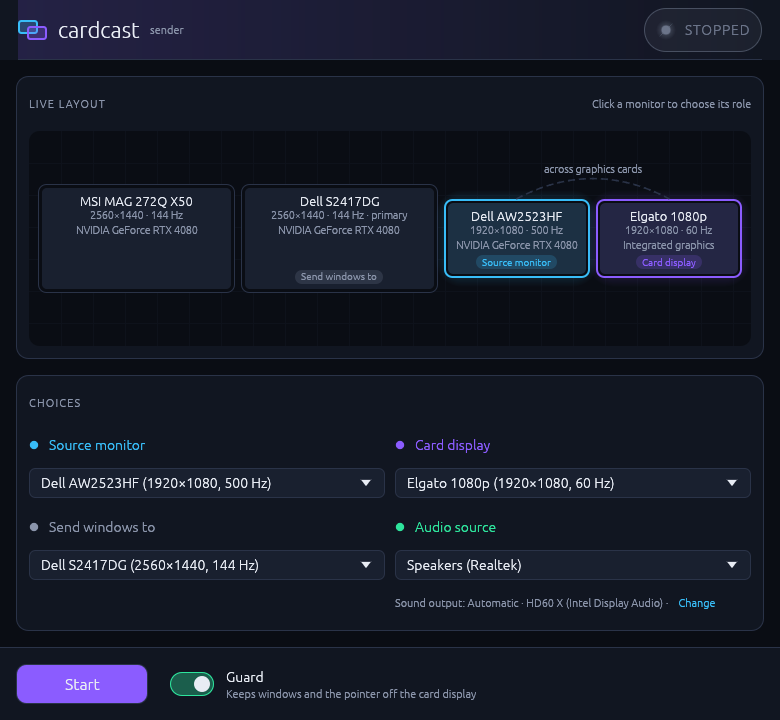 cardcast sender
STOPPED
LIVE LAYOUT
Click a monitor to choose its role
across graphics cards
MSI MAG 272Q X50
2560×1440 · 144 Hz
NVIDIA GeForce RTX 4080
Dell S2417DG
2560×1440 · 144 Hz · primary
NVIDIA GeForce RTX 4080
Send windows to
Dell AW2523HF
1920×1080 · 500 Hz
NVIDIA GeForce RTX 4080
Source monitor
Elgato 1080p
1920×1080 · 60 Hz
Integrated graphics
Card display
CHOICES
Source monitor
Dell AW2523HF (1920×1080, 500 Hz)
Card display
Elgato 1080p (1920×1080, 60 Hz)
Send windows to
Dell S2417DG (2560×1440, 144 Hz)
Audio source
Speakers (Realtek)
Sound output: Automatic · HD60 X (Intel Display Audio) · Change
Start
Guard
Keeps windows and the pointer off the card display